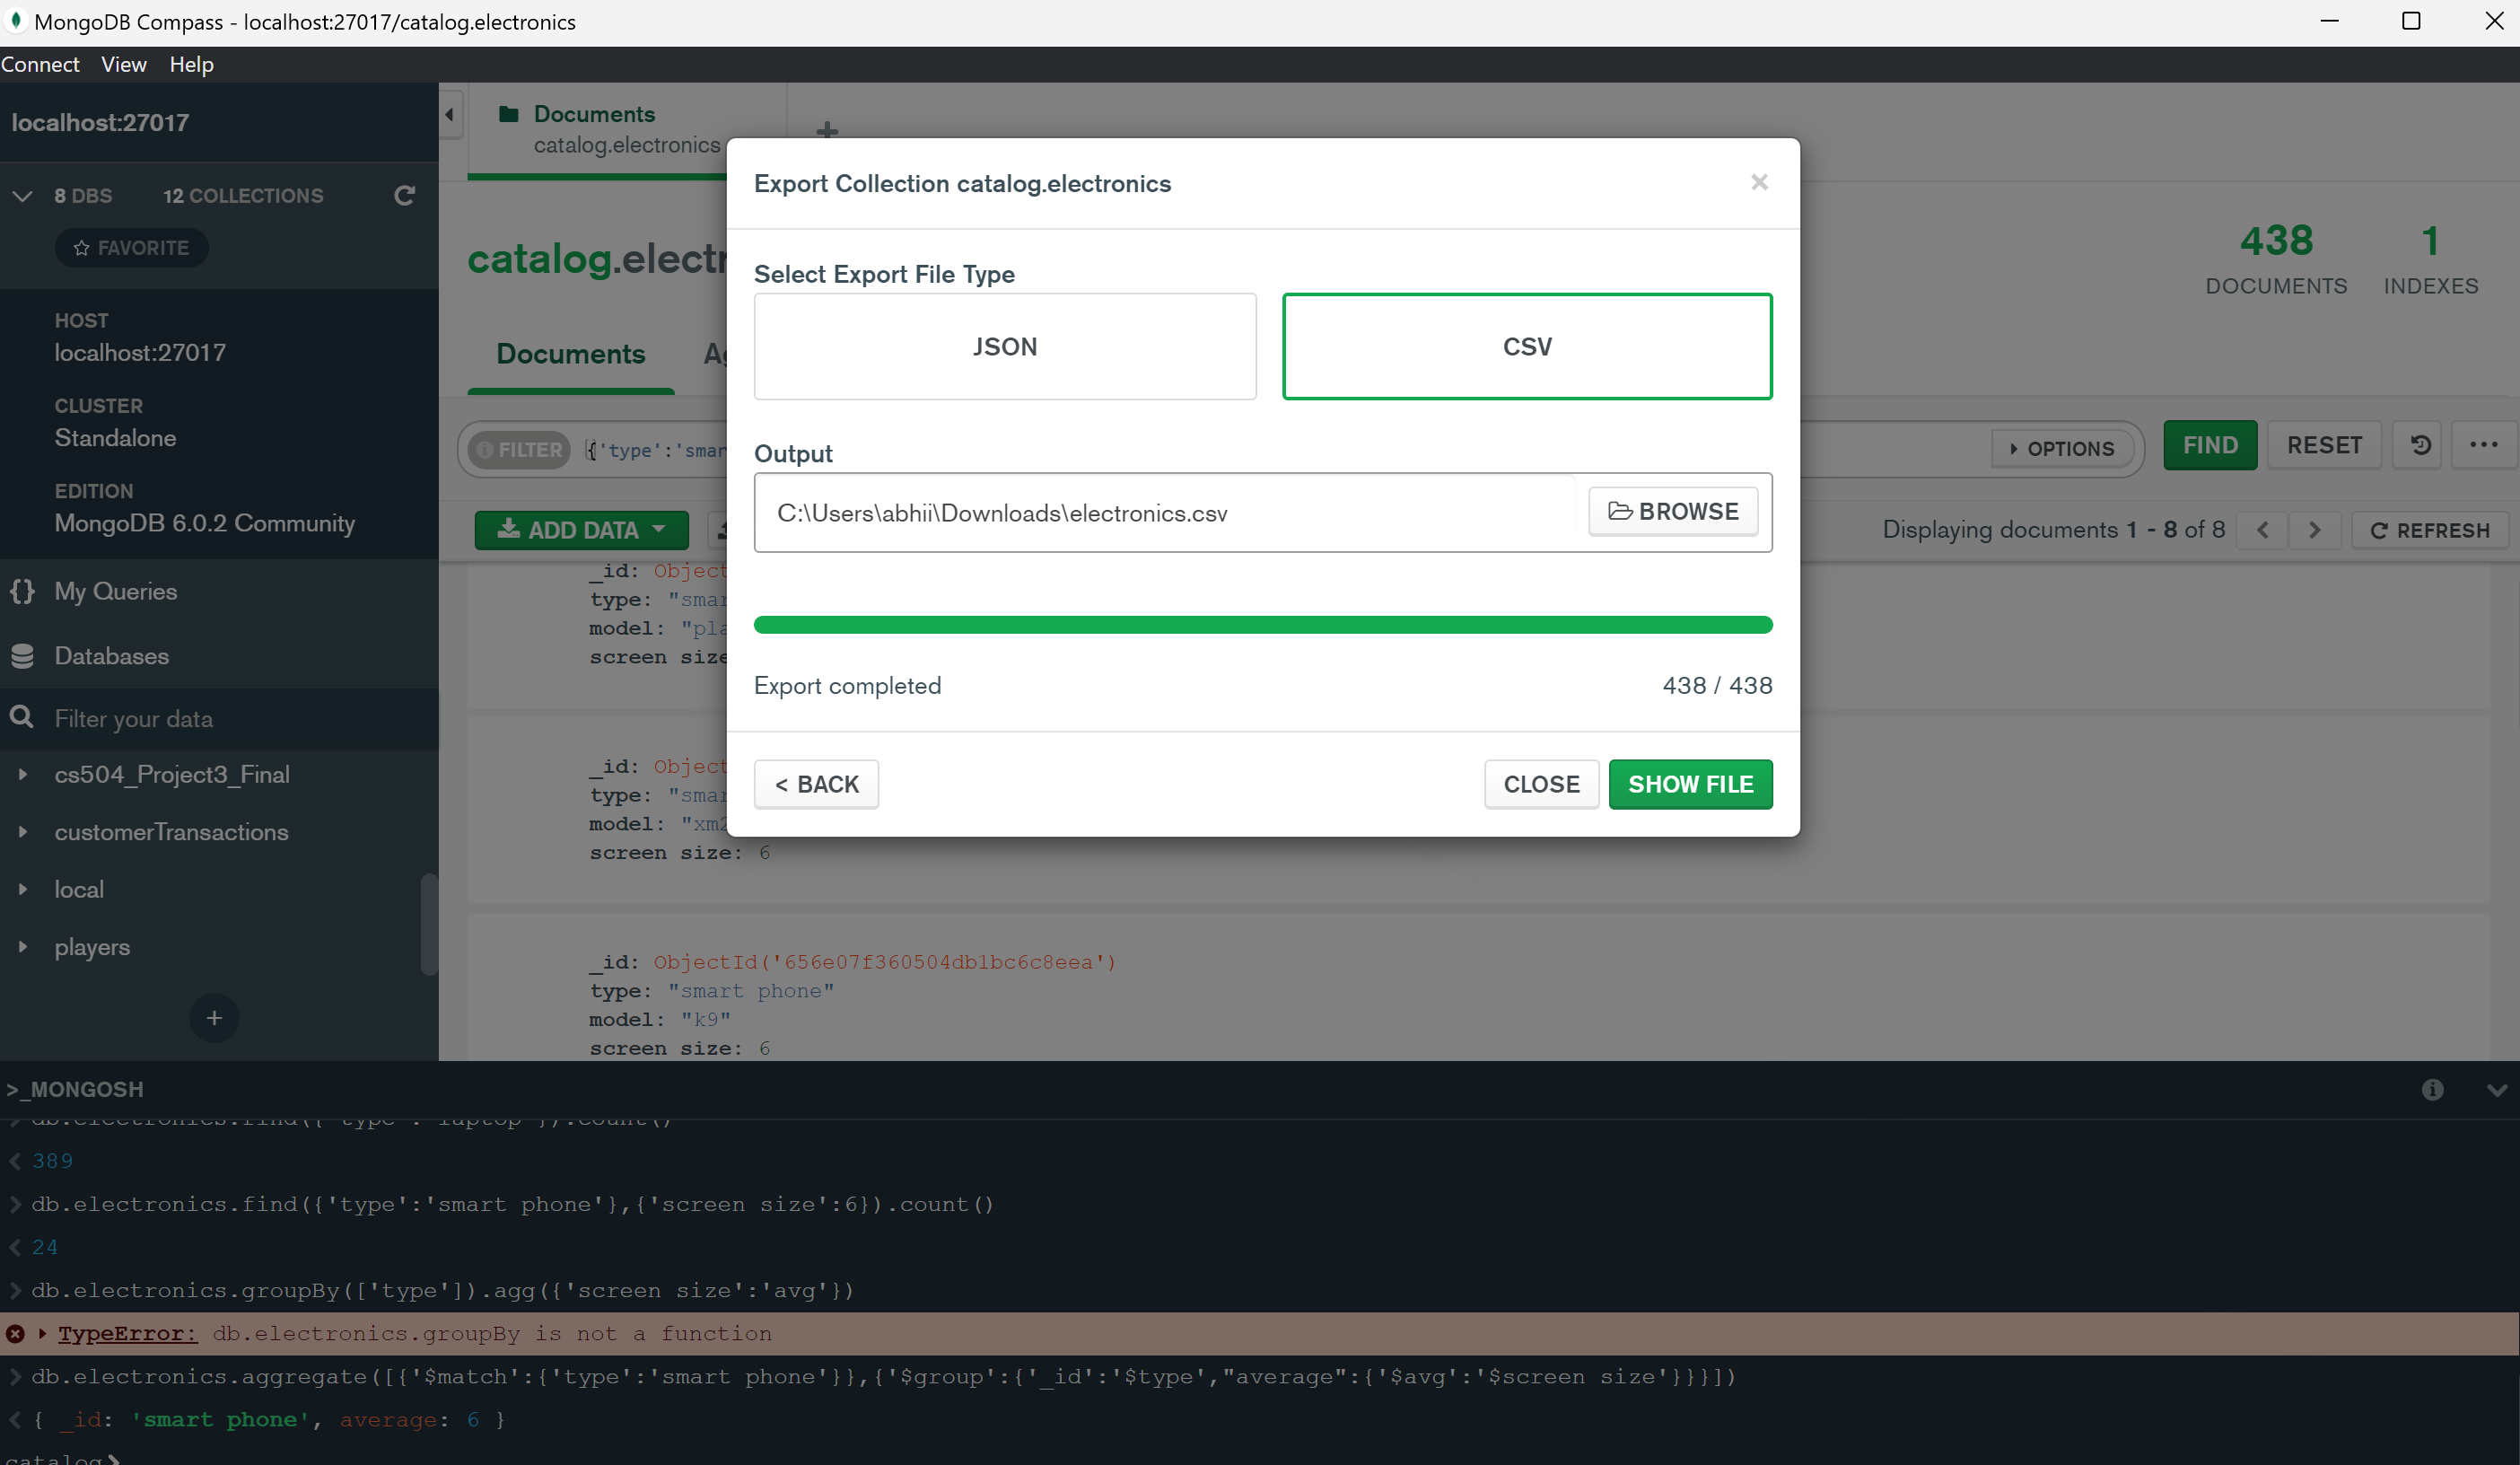 MongoDB Compass - localhost:27017/catalog.electronics
Connect View Help
localhost:27017
8 DBS 12 COLLECTIONS
FAVORITE
HOST
localhost:27017
CLUSTER
Standalone
EDITION
MongoDB 6.0.2 Community
{} My Queries
Databases
Filter your data
cs504_Project3_Final
customerTransactions
local
players
+
Documents
catalog.electronics
+
catalog.electr
438
DOCUMENTS
1
INDEXES
Documents
FILTER {'type':'smar
OPTIONS
FIND
RESET
...
ADD DATA
Displaying documents 1 - 8 of 8
REFRESH
_id: Object
type: "smar
model: "pla
screen size
_id: Object
type: "smar
model: "xm2
screen size: 6
_id: ObjectId('656e07f360504db1bc6c8eea')
type: "smart phone"
model: "k9"
screen size: 6
Export Collection catalog.electronics
×
Select Export File Type
JSON
CSV
Output
C:\Users\abhii\Downloads\electronics.csv
BROWSE
Export completed 438 / 438
< BACK
CLOSE
SHOW FILE
>_MONGOSH
db.electronics.find({ 'type' : 'laptop' }).count()
< 389
> db.electronics.find({'type':'smart phone'},{'screen size':6}).count()
< 24
> db.electronics.groupBy(['type']).agg({'screen size':'avg'})
TypeError: db.electronics.groupBy is not a function
> db.electronics.aggregate([{'$match':{'type':'smart phone'}},{'$group':{'_id':'$type',"average":{'$avg':'$screen size'}}}])
< { _id: 'smart phone', average: 6 }
catalog>